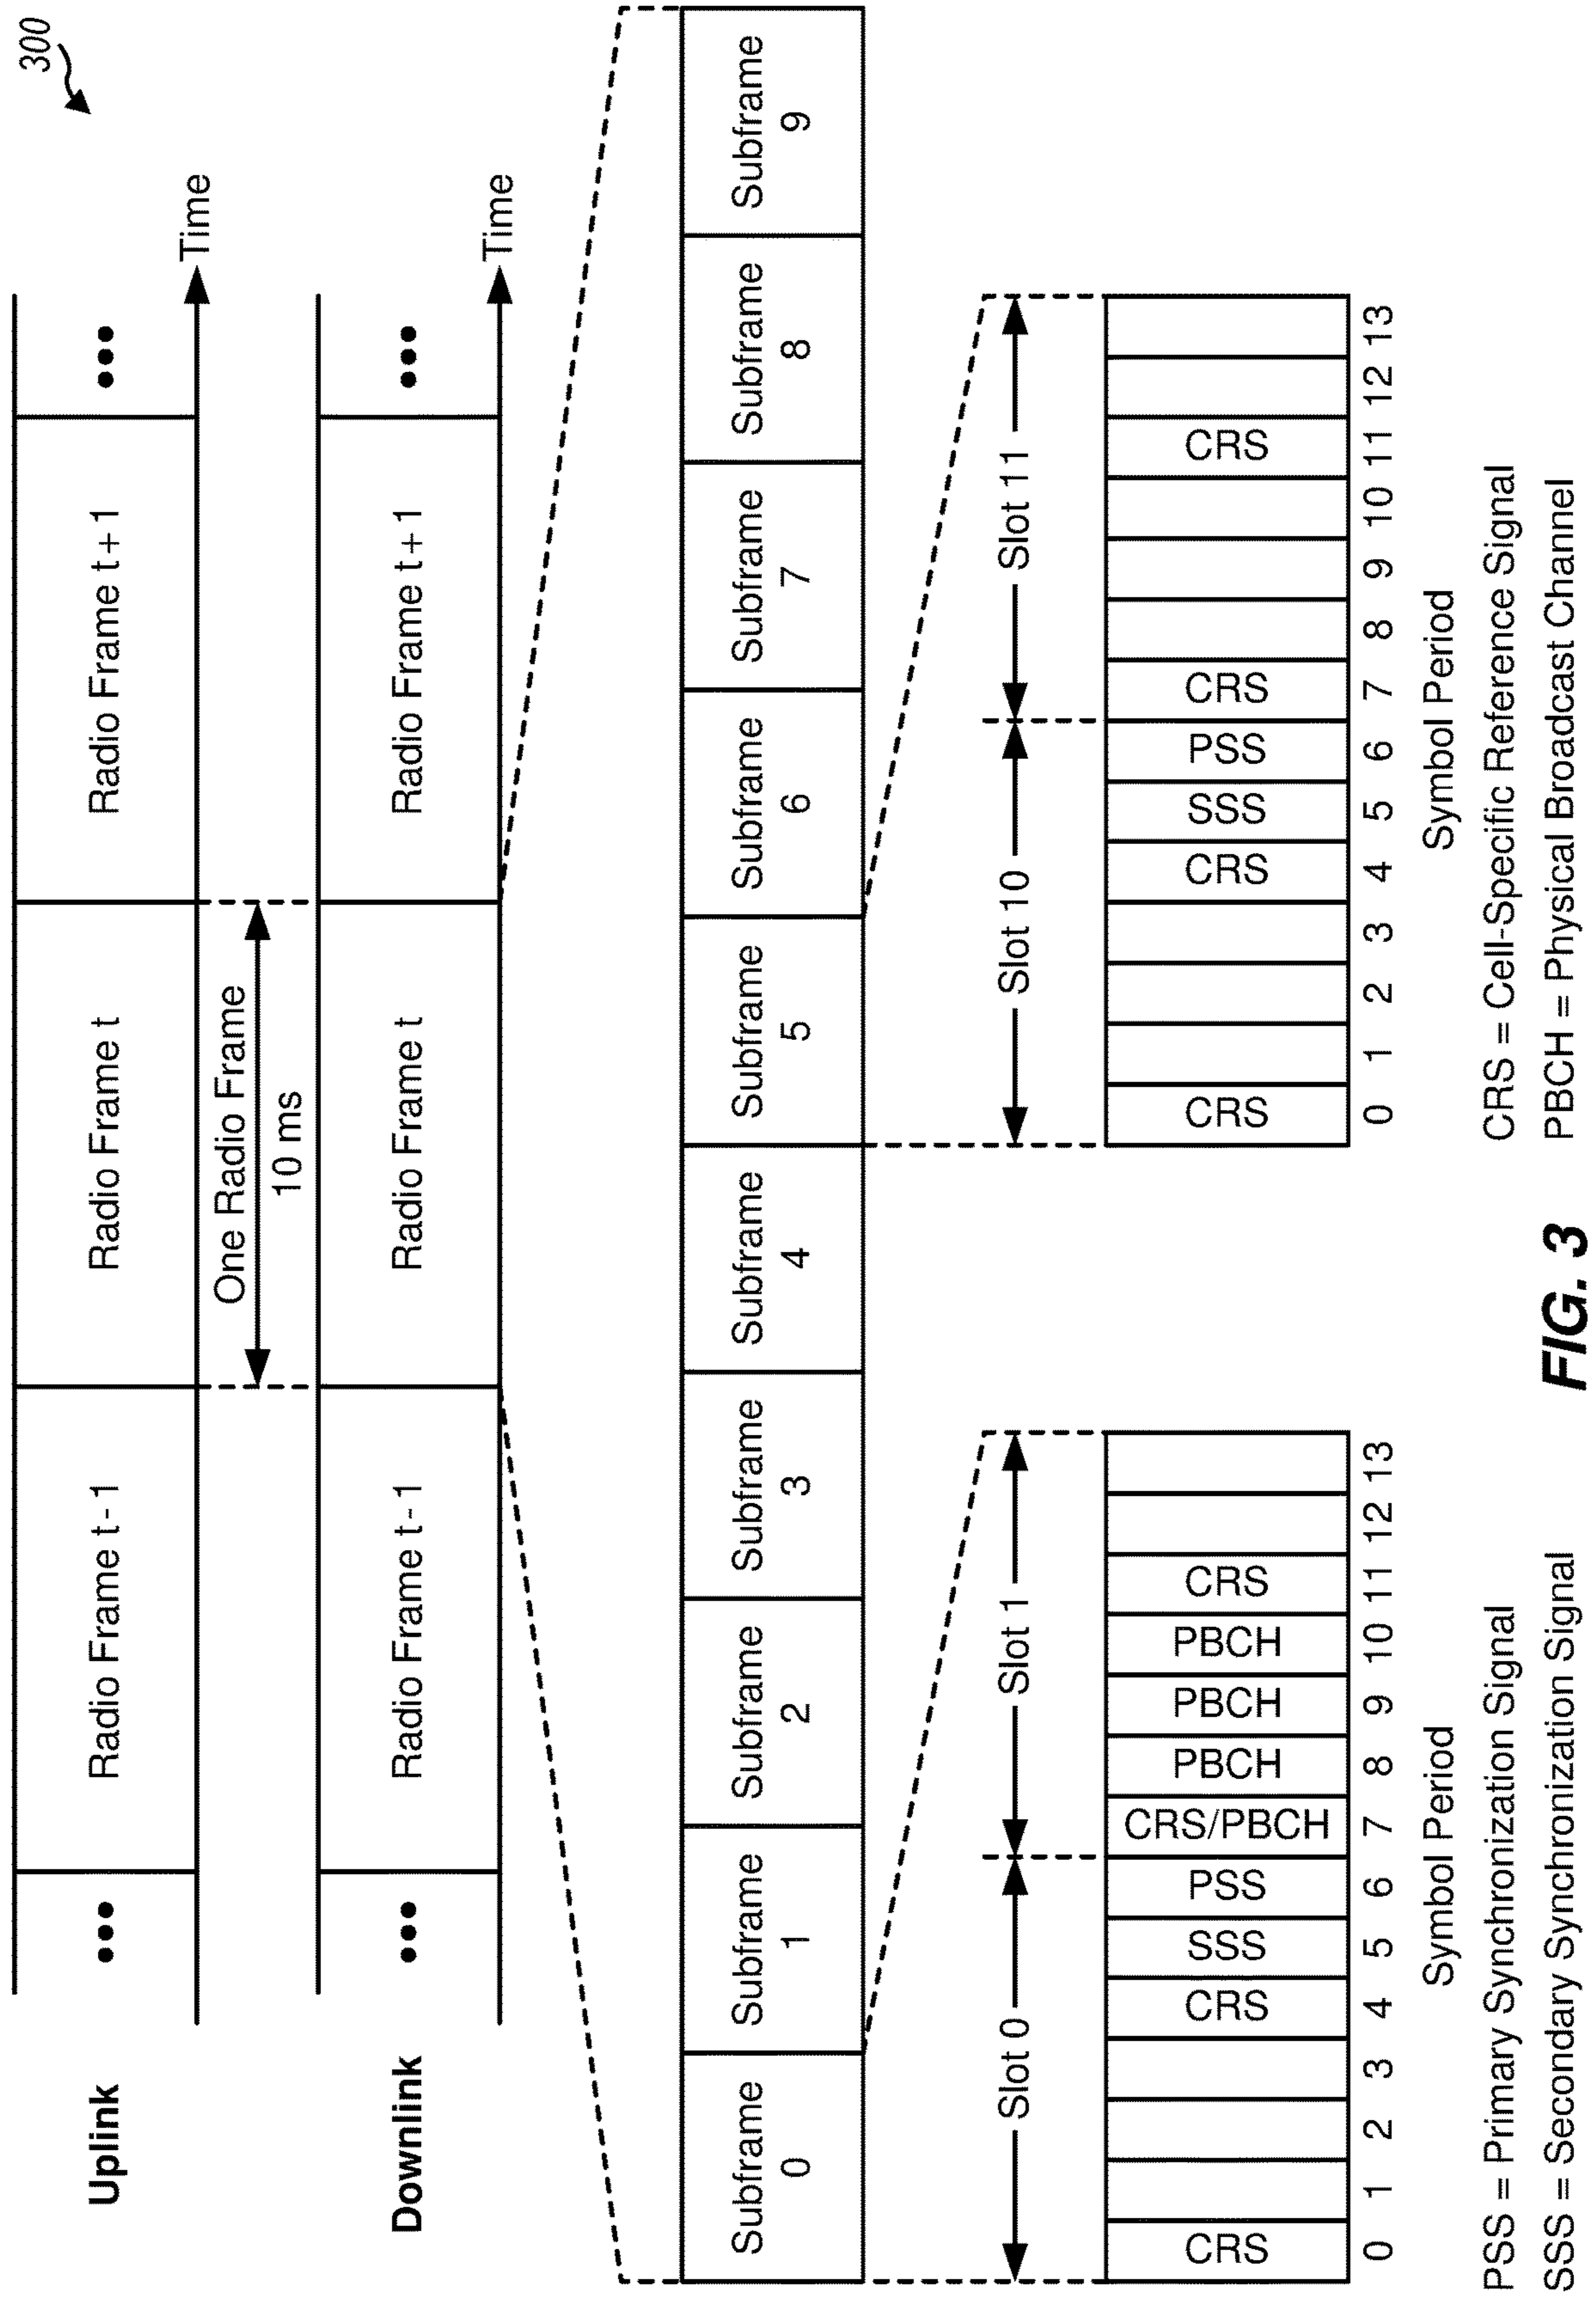 300
Uplink
•••
Radio Frame t-1
Radio Frame t
Radio Frame t+1
•••
Time
One Radio Frame
10 ms
Downlink
•••
Radio Frame t-1
Radio Frame t
Radio Frame t+1
•••
Time
Subframe
0
Subframe
1
Subframe
2
Subframe
3
Subframe
4
Subframe
5
Subframe
6
Subframe
7
Subframe
8
Subframe
9
Slot 0
Slot 1
CRS
CRS
SSS
PSS
CRS/PBCH
PBCH
PBCH
PBCH
CRS
0 1 2 3 4 5 6 7 8 9 10 11 12 13
Symbol Period
Slot 10
Slot 11
CRS
CRS
SSS
PSS
CRS
CRS
0 1 2 3 4 5 6 7 8 9 10 11 12 13
Symbol Period
PSS = Primary Synchronization Signal
SSS = Secondary Synchronization Signal
CRS = Cell-Specific Reference Signal
PBCH = Physical Broadcast Channel
FIG. 3